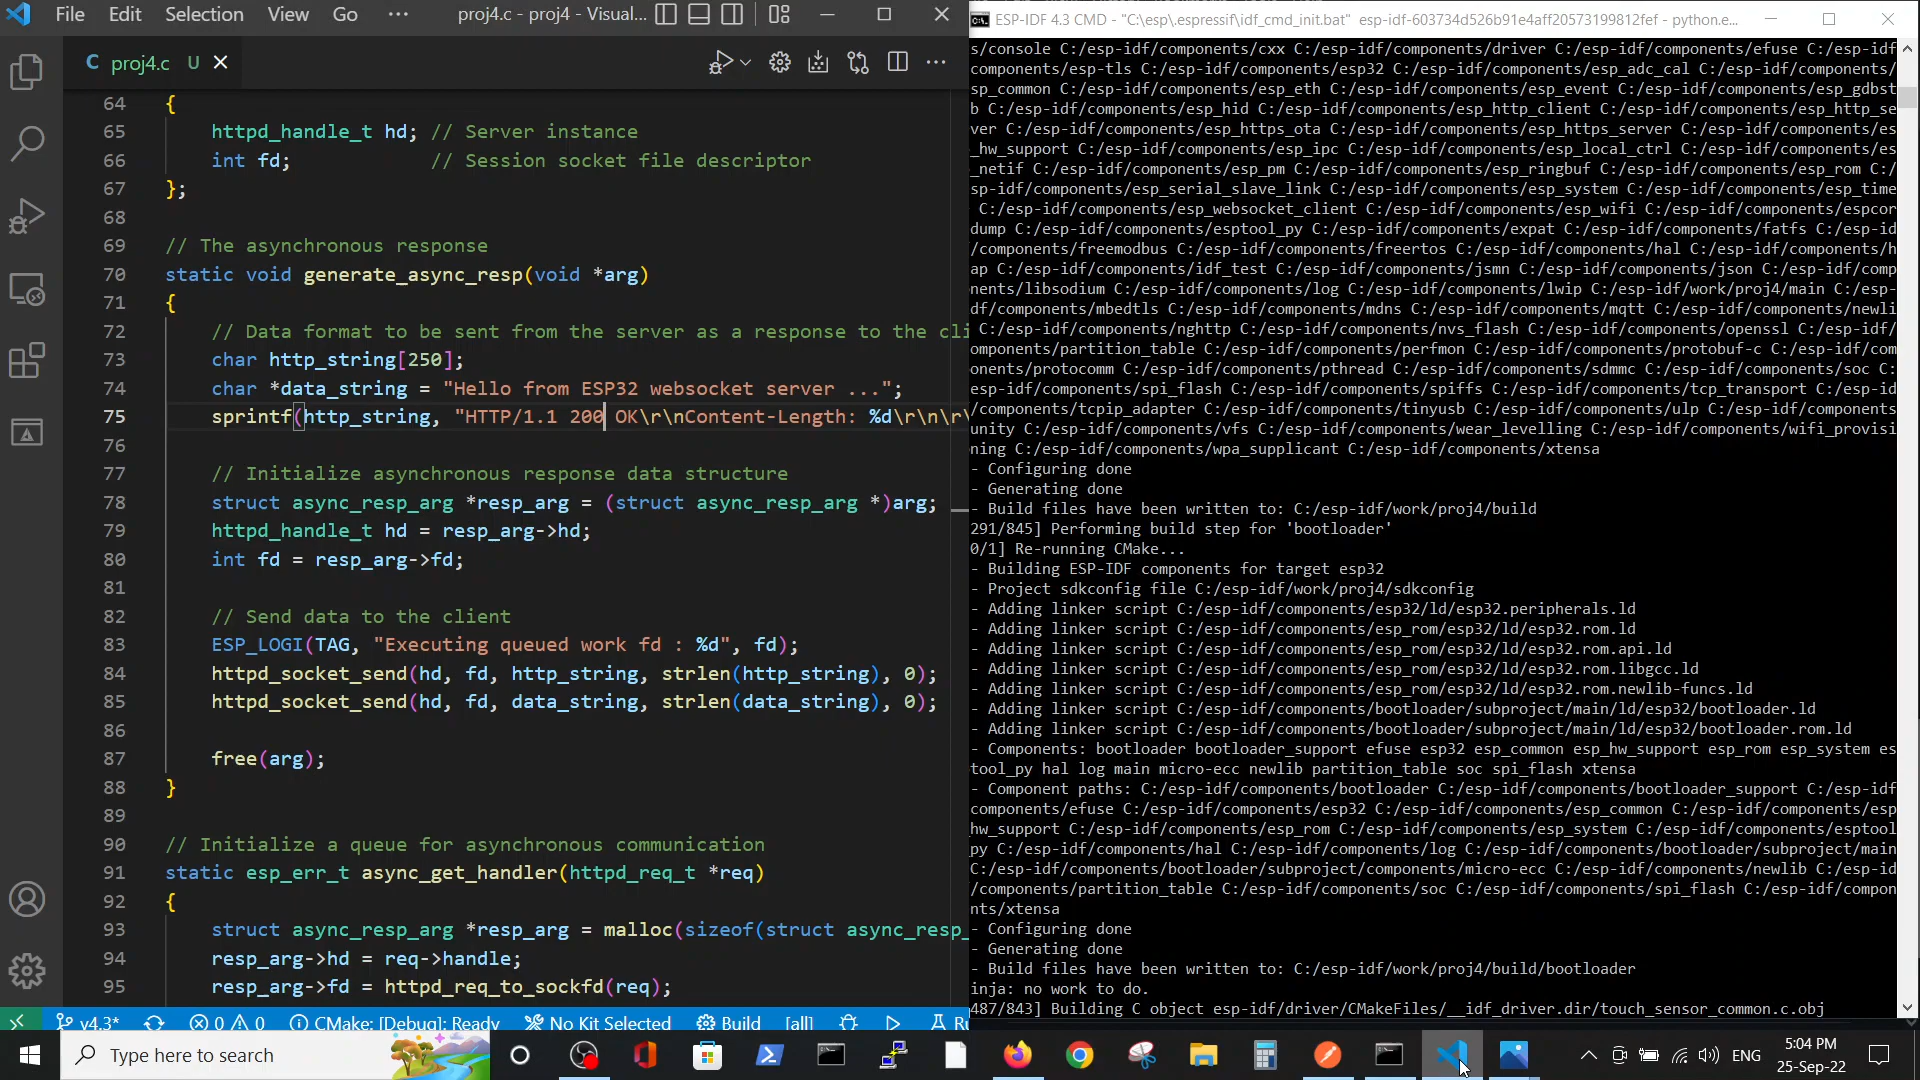 File Edit Selection View Go ··· proj4.c - proj4 - Visual...
C proj4.c U
64 {
65 httpd_handle_t hd; // Server instance
66 int fd; // Session socket file descriptor
67 };
68
69 // The asynchronous response
70 static void generate_async_resp(void *arg)
71 {
72 // Data format to be sent from the server as a response to the cli
73 char http_string[250];
74 char *data_string = "Hello from ESP32 websocket server ...";
75 sprintf(http_string, "HTTP/1.1 200 OK\r\nContent-Length: %d\r\n\r\
76
77 // Initialize asynchronous response data structure
78 struct async_resp_arg *resp_arg = (struct async_resp_arg *)arg;
79 httpd_handle_t hd = resp_arg->hd;
80 int fd = resp_arg->fd;
81
82 // Send data to the client
83 ESP_LOGI(TAG, "Executing queued work fd : %d", fd);
84 httpd_socket_send(hd, fd, http_string, strlen(http_string), 0);
85 httpd_socket_send(hd, fd, data_string, strlen(data_string), 0);
86
87 free(arg);
88 }
89
90 // Initialize a queue for asynchronous communication
91 static esp_err_t async_get_handler(httpd_req_t *req)
92 {
93 struct async_resp_arg *resp_arg = malloc(sizeof(struct async_resp_
94 resp_arg->hd = req->handle;
95 resp_arg->fd = httpd_req_to_sockfd(req);
v4.3* 0 0 CMake: [Debug]: Ready No Kit Selected Build [all] Ru
ESP-IDF 4.3 CMD - "C:\esp\.espressif\idf_cmd_init.bat" esp-idf-603734d526b91e4aff20573199812fef - python.e...
s/console C:/esp-idf/components/cxx C:/esp-idf/components/driver C:/esp-idf/components/efuse C:/esp-idf
components/esp-tls C:/esp-idf/components/esp32 C:/esp-idf/components/esp_adc_cal C:/esp-idf/components/
sp_common C:/esp-idf/components/esp_eth C:/esp-idf/components/esp_event C:/esp-idf/components/esp_gdbst
b C:/esp-idf/components/esp_hid C:/esp-idf/components/esp_http_client C:/esp-idf/components/esp_http_se
ver C:/esp-idf/components/esp_https_ota C:/esp-idf/components/esp_https_server C:/esp-idf/components/es
_hw_support C:/esp-idf/components/esp_ipc C:/esp-idf/components/esp_local_ctrl C:/esp-idf/components/es
_netif C:/esp-idf/components/esp_pm C:/esp-idf/components/esp_ringbuf C:/esp-idf/components/esp_rom C:/
sp-idf/components/esp_serial_slave_link C:/esp-idf/components/esp_system C:/esp-idf/components/esp_time
C:/esp-idf/components/esp_websocket_client C:/esp-idf/components/esp_wifi C:/esp-idf/components/espcor
dump C:/esp-idf/components/esptool_py C:/esp-idf/components/expat C:/esp-idf/components/fatfs C:/esp-id
/components/freemodbus C:/esp-idf/components/freertos C:/esp-idf/components/hal C:/esp-idf/components/h
ap C:/esp-idf/components/idf_test C:/esp-idf/components/jsmn C:/esp-idf/components/json C:/esp-idf/comp
nents/libsodium C:/esp-idf/components/log C:/esp-idf/components/lwip C:/esp-idf/work/proj4/main C:/esp-
df/components/mbedtls C:/esp-idf/components/mdns C:/esp-idf/components/mqtt C:/esp-idf/components/newli
C:/esp-idf/components/nghttp C:/esp-idf/components/nvs_flash C:/esp-idf/components/openssl C:/esp-idf/
omponents/partition_table C:/esp-idf/components/perfmon C:/esp-idf/components/protobuf-c C:/esp-idf/com
ponents/protocomm C:/esp-idf/components/pthread C:/esp-idf/components/sdmmc C:/esp-idf/components/soc C
/esp-idf/components/spi_flash C:/esp-idf/components/spiffs C:/esp-idf/components/tcp_transport C:/esp-i
df/components/tcpip_adapter C:/esp-idf/components/tinyusb C:/esp-idf/components/ulp C:/esp-idf/componen
unity C:/esp-idf/components/vfs C:/esp-idf/components/wear_levelling C:/esp-idf/components/wifi_provisi
ning C:/esp-idf/components/wpa_supplicant C:/esp-idf/components/xtensa
- Configuring done
- Generating done
- Build files have been written to: C:/esp-idf/work/proj4/build
291/845] Performing build step for 'bootloader'
0/1] Re-running CMake...
- Building ESP-IDF components for target esp32
- Project sdkconfig file C:/esp-idf/work/proj4/sdkconfig
- Adding linker script C:/esp-idf/components/esp32/ld/esp32.peripherals.ld
- Adding linker script C:/esp-idf/components/esp_rom/esp32/ld/esp32.rom.ld
- Adding linker script C:/esp-idf/components/esp_rom/esp32/ld/esp32.rom.api.ld
- Adding linker script C:/esp-idf/components/esp_rom/esp32/ld/esp32.rom.libgcc.ld
- Adding linker script C:/esp-idf/components/esp_rom/esp32/ld/esp32.rom.newlib-funcs.ld
- Adding linker script C:/esp-idf/components/bootloader/subproject/main/ld/esp32/bootloader.ld
- Adding linker script C:/esp-idf/components/bootloader/subproject/main/ld/esp32/bootloader.rom.ld
- Components: bootloader bootloader_support efuse esp32 esp_common esp_hw_support esp_rom esp_system es
tool_py hal log main micro-ecc newlib partition_table soc spi_flash xtensa
- Component paths: C:/esp-idf/components/bootloader C:/esp-idf/components/bootloader_support C:/esp-idf
components/efuse C:/esp-idf/components/esp32 C:/esp-idf/components/esp_common C:/esp-idf/components/esp
hw_support C:/esp-idf/components/esp_rom C:/esp-idf/components/esp_system C:/esp-idf/components/esptool
py C:/esp-idf/components/hal C:/esp-idf/components/log C:/esp-idf/components/bootloader/subproject/main
C:/esp-idf/components/bootloader/subproject/components/micro-ecc C:/esp-idf/components/newlib C:/esp-id
/components/partition_table C:/esp-idf/components/soc C:/esp-idf/components/spi_flash C:/esp-idf/compon
nts/xtensa
- Configuring done
- Generating done
- Build files have been written to: C:/esp-idf/work/proj4/build/bootloader
inja: no work to do.
487/843] Building C object esp-idf/driver/CMakeFiles/__idf_driver.dir/touch_sensor_common.c.obj
Type here to search
ENG
5:04 PM
25-Sep-22